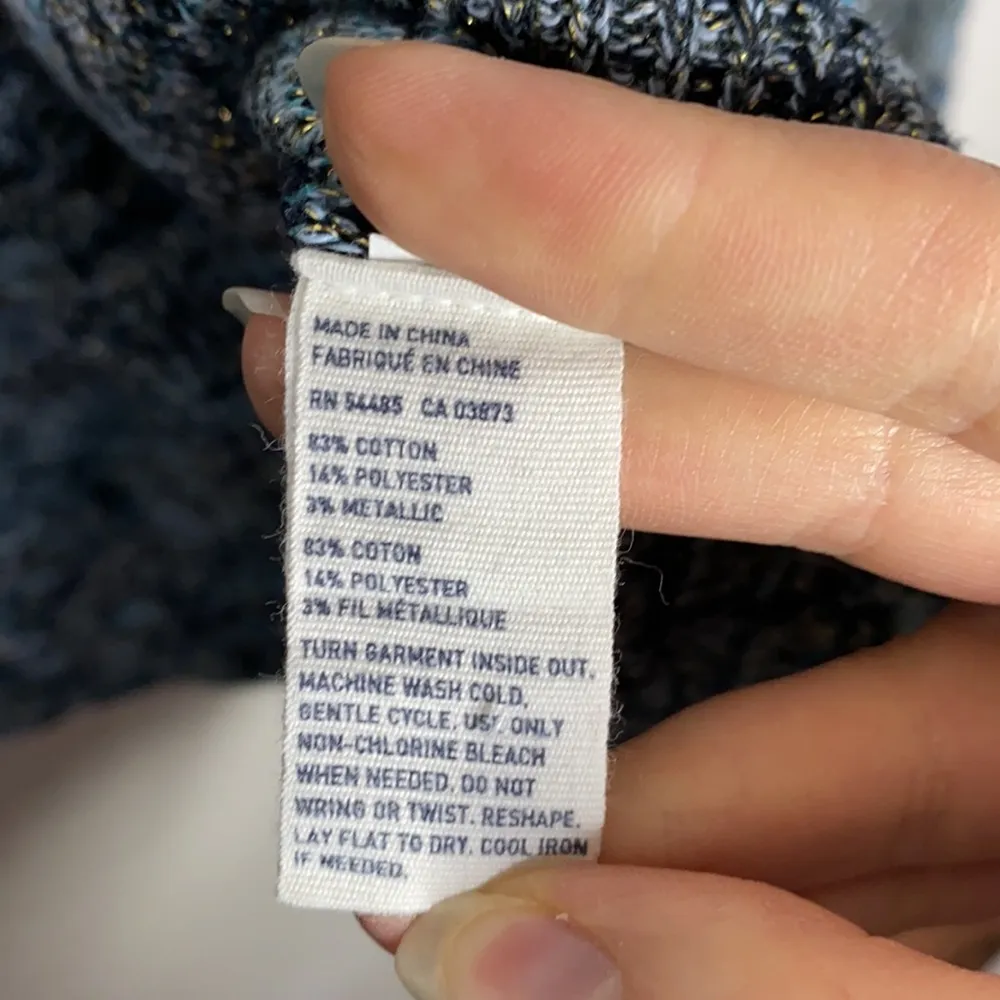 MADE IN CHINA
FABRIQUÉ EN CHINE
RN 54485 CA 03873
83% COTTON
14% POLYESTER
3% METALLIC
83% COTON
14% POLYESTER
3% FIL MÉTALLIQUE
TURN GARMENT INSIDE OUT.
MACHINE WASH COLD,
GENTLE CYCLE. USE ONLY
NON-CHLORINE BLEACH
WHEN NEEDED. DO NOT
WRING OR TWIST. RESHAPE.
LAY FLAT TO DRY. COOL IRON
IF NEEDED.